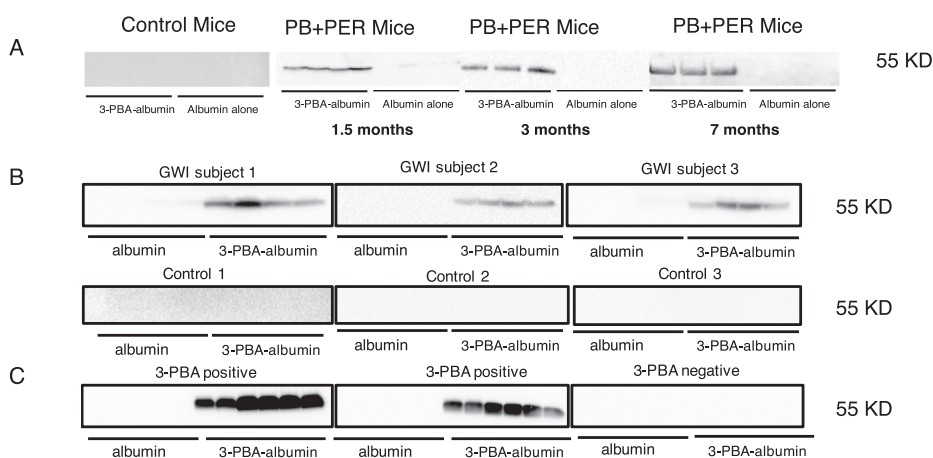 Control Mice PB+PER Mice PB+PER Mice PB+PER Mice
A 55 KD
3-PBA-albumin Albumin alone 3-PBA-albumin Albumin alone 3-PBA-albumin Albumin alone 3-PBA-albumin Albumin alone
1.5 months 3 months 7 months
B GWI subject 1 GWI subject 2 GWI subject 3
55 KD
albumin 3-PBA-albumin albumin 3-PBA-albumin albumin 3-PBA-albumin
Control 1 Control 2 Control 3
55 KD
albumin 3-PBA-albumin albumin 3-PBA-albumin albumin 3-PBA-albumin
C 3-PBA positive 3-PBA positive 3-PBA negative
55 KD
albumin 3-PBA-albumin albumin 3-PBA-albumin albumin 3-PBA-albumin